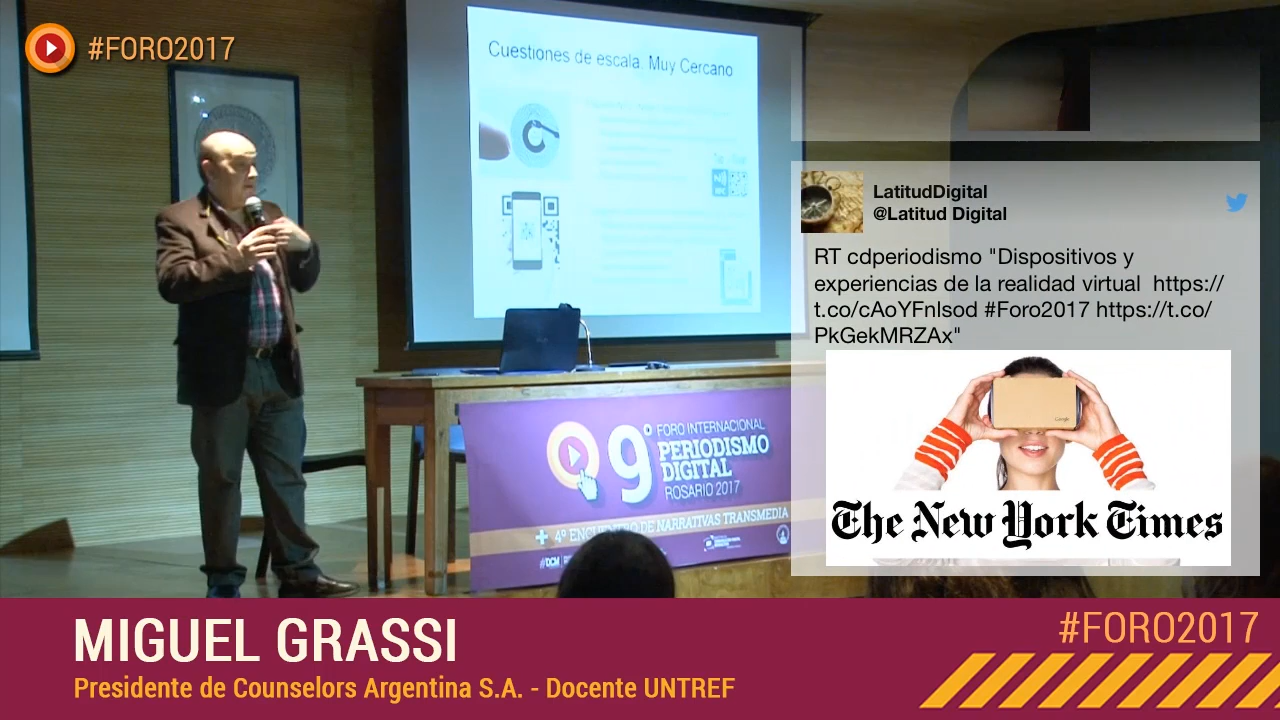 #FORO2017
Cuestiones de escala. Muy Cercano
LatitudDigital
@Latitud Digital
RT cdperiodismo "Dispositivos y
experiencias de la realidad virtual https://
t.co/cAoYFnlsod #Foro2017 https://t.co/
PkGekMRZAx"
Google
The New York Times
9° FORO INTERNACIONAL
PERIODISMO
DIGITAL
ROSARIO 2017
+ 4º ENCUENTRO DE NARRATIVAS TRANSMEDIA
#DCM
MIGUEL GRASSI
Presidente de Counselors Argentina S.A. - Docente UNTREF
#FORO2017